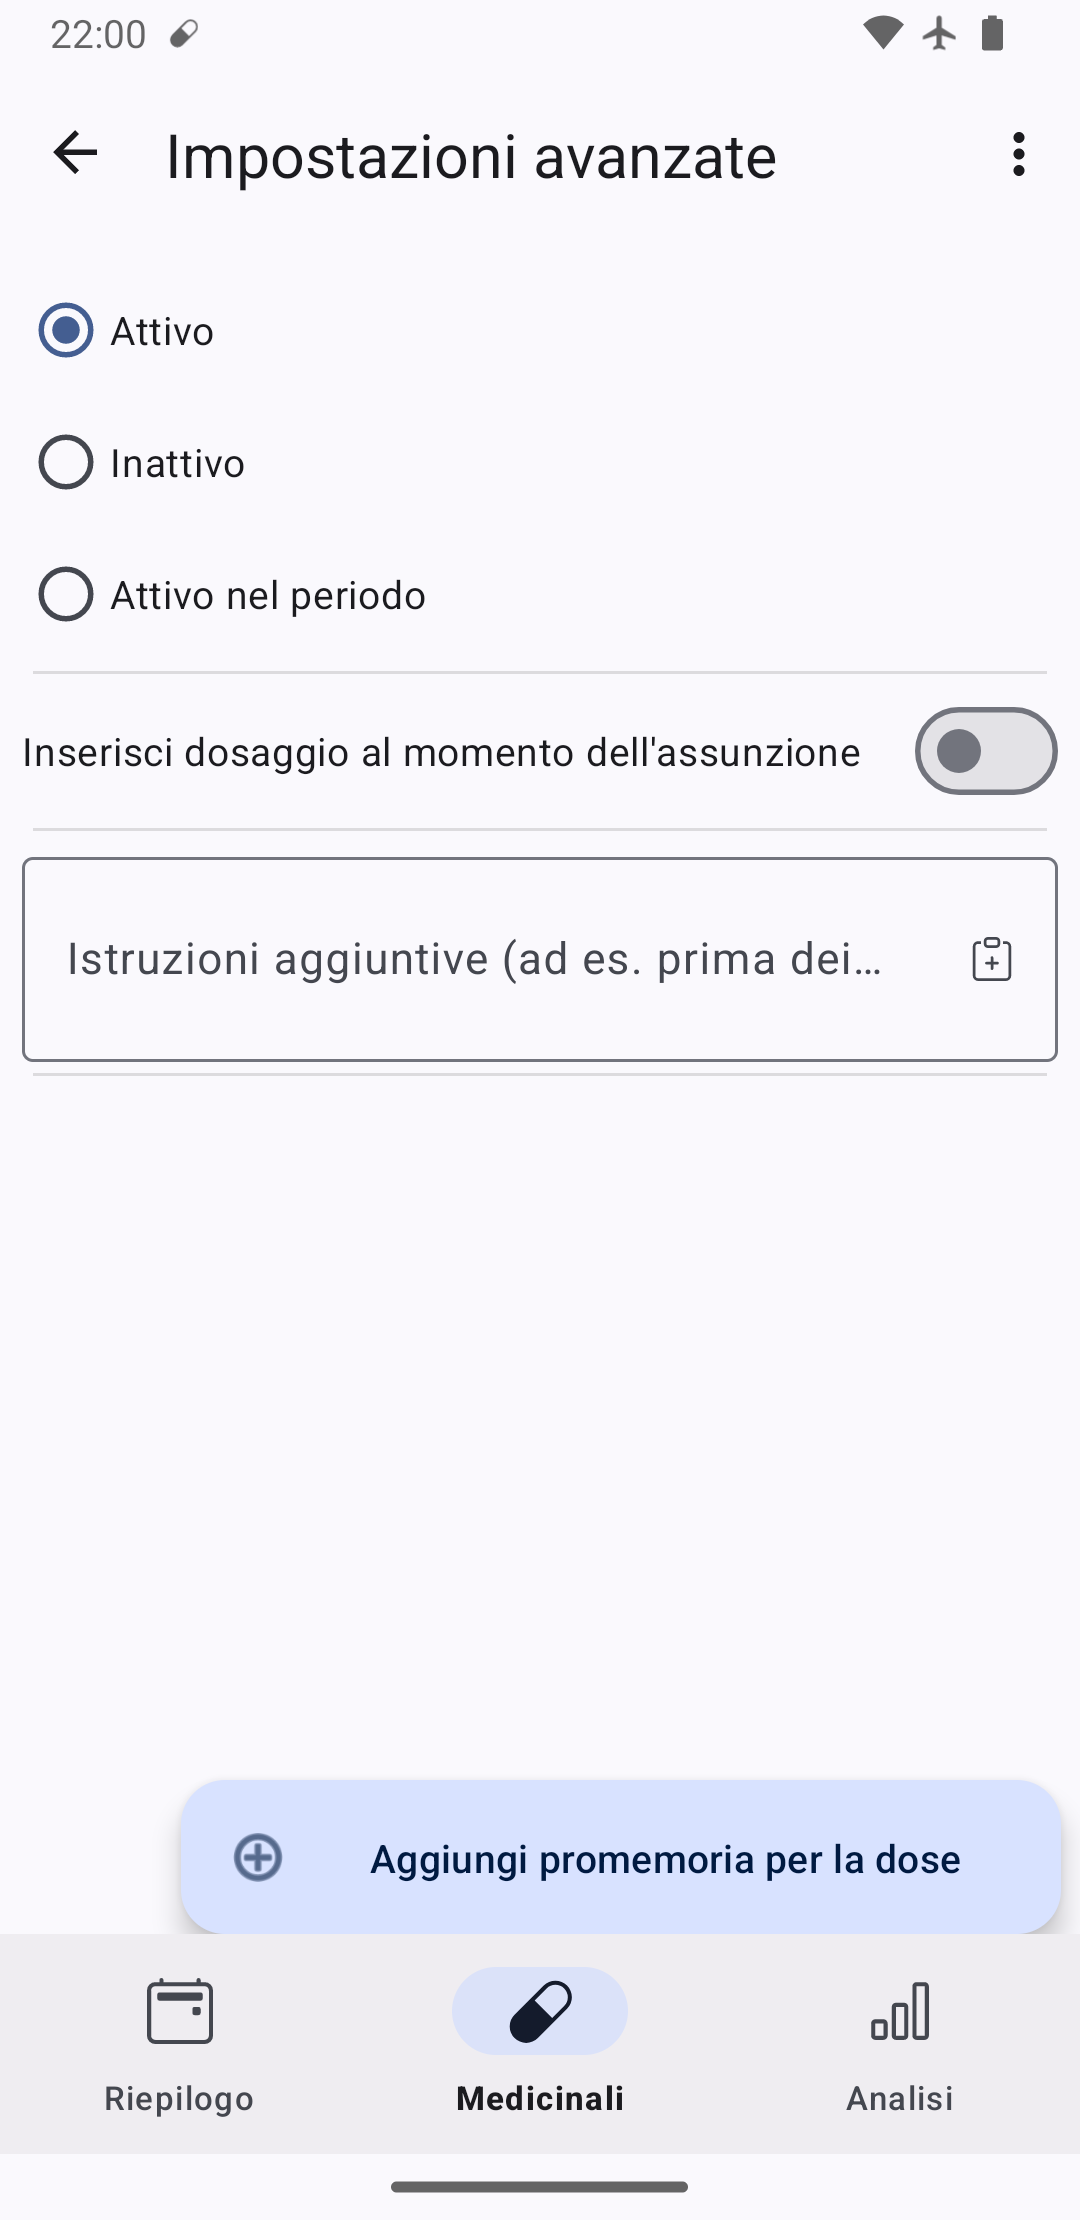 22:00
Impostazioni avanzate
Attivo
Inattivo
Attivo nel periodo
Inserisci dosaggio al momento dell'assunzione
Istruzioni aggiuntive (ad es. prima dei…
Aggiungi promemoria per la dose
Riepilogo
Medicinali
Analisi